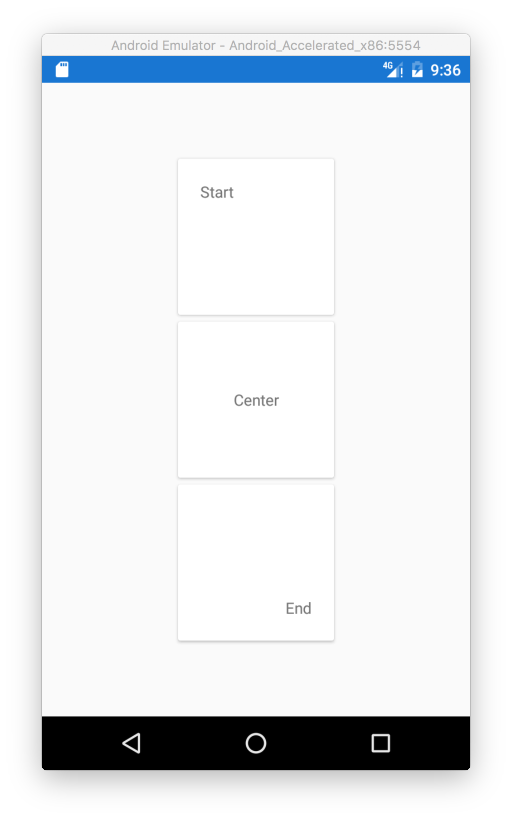 Android Emulator - Android_Accelerated_x86:5554
4G 9:36
Start
Center
End